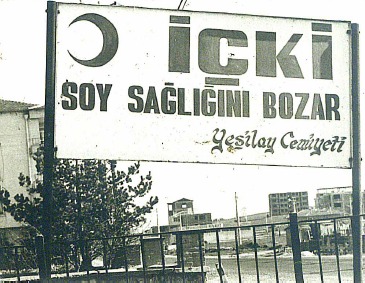 İÇKİ
SOY SAĞLIĞINI BOZAR
Yeşilay Cemiyeti